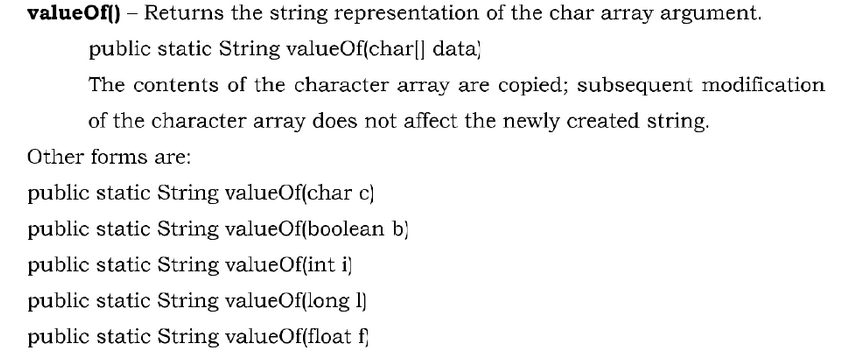 valueOf() – Returns the string representation of the char array argument.
public static String valueOf(char[] data)
The contents of the character array are copied; subsequent modification
of the character array does not affect the newly created string.
Other forms are:
public static String valueOf(char c)
public static String valueOf(boolean b)
public static String valueOf(int i)
public static String valueOf(long l)
public static String valueOf(float f)